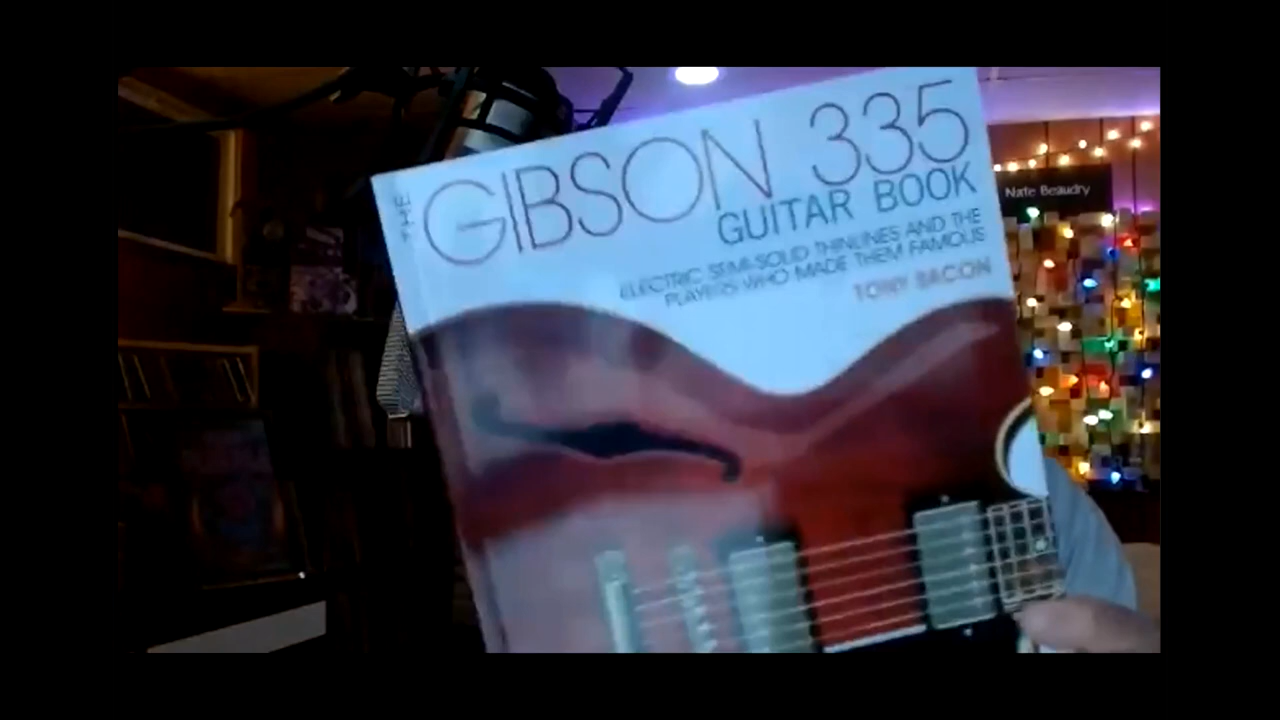 THE
GIBSON 335
GUITAR BOOK
ELECTRIC SEMI-SOLID THINLINES AND THE
PLAYERS WHO MADE THEM FAMOUS
TONY BACON
Nate Beaudry